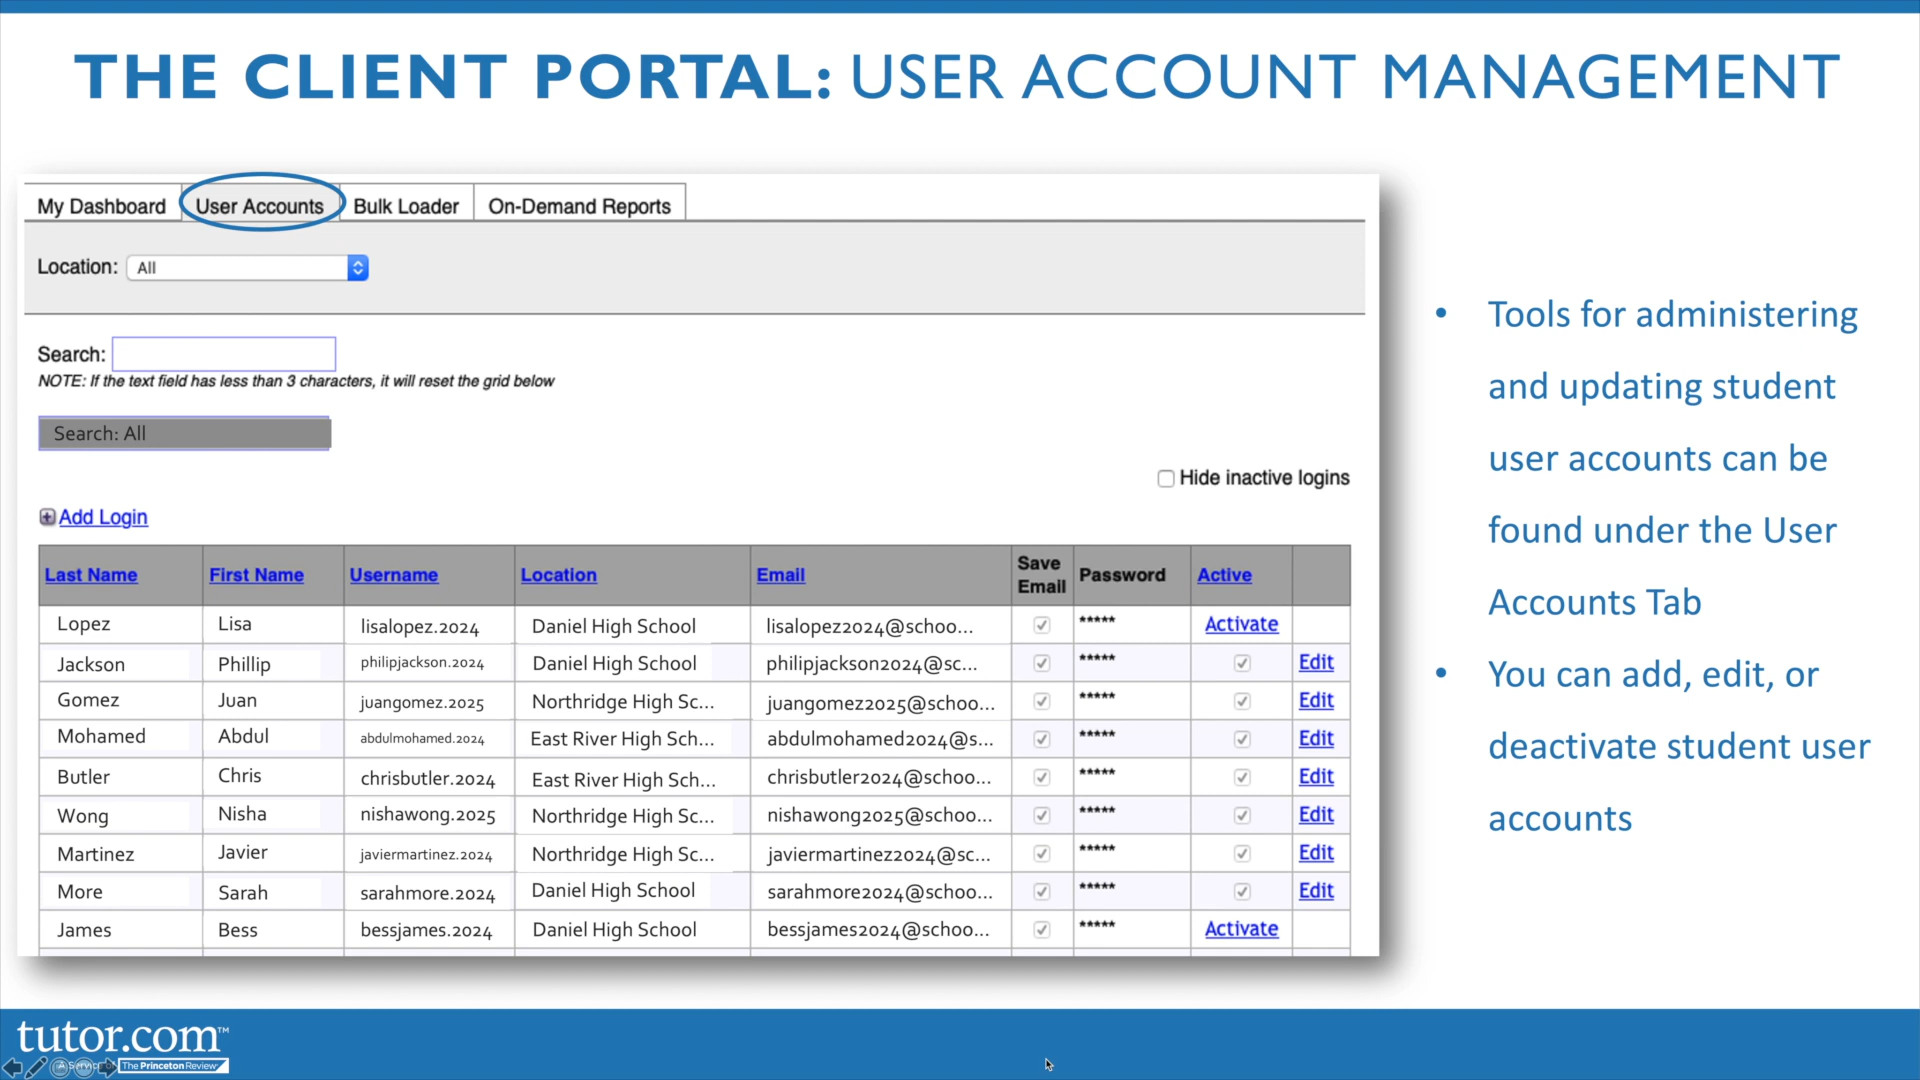 THE CLIENT PORTAL: USER ACCOUNT MANAGEMENT
My Dashboard User Accounts Bulk Loader On-Demand Reports
Location: All
Search:
NOTE: If the text field has less than 3 characters, it will reset the grid below
Search: All
Hide inactive logins
Add Login
Last Name First Name Username Location Email Save Email Password Active
Lopez Lisa lisalopez.2024 Daniel High School lisalopez2024@schoo... ***** Activate
Jackson Phillip philipjackson.2024 Daniel High School philipjackson2024@sc... ***** Edit
Gomez Juan juangomez.2025 Northridge High Sc... juangomez2025@schoo... ***** Edit
Mohamed Abdul abdulmohamed.2024 East River High Sch... abdulmohamed2024@s... ***** Edit
Butler Chris chrisbutler.2024 East River High Sch... chrisbutler2024@schoo... ***** Edit
Wong Nisha nishawong.2025 Northridge High Sc... nishawong2025@schoo... ***** Edit
Martinez Javier javiermartinez.2024 Northridge High Sc... javiermartinez2024@sc... ***** Edit
More Sarah sarahmore.2024 Daniel High School sarahmore2024@schoo... ***** Edit
James Bess bessjames.2024 Daniel High School bessjames2024@schoo... ***** Activate
• Tools for administering
and updating student
user accounts can be
found under the User
Accounts Tab
• You can add, edit, or
deactivate student user
accounts
tutor.com™
The Princeton Review